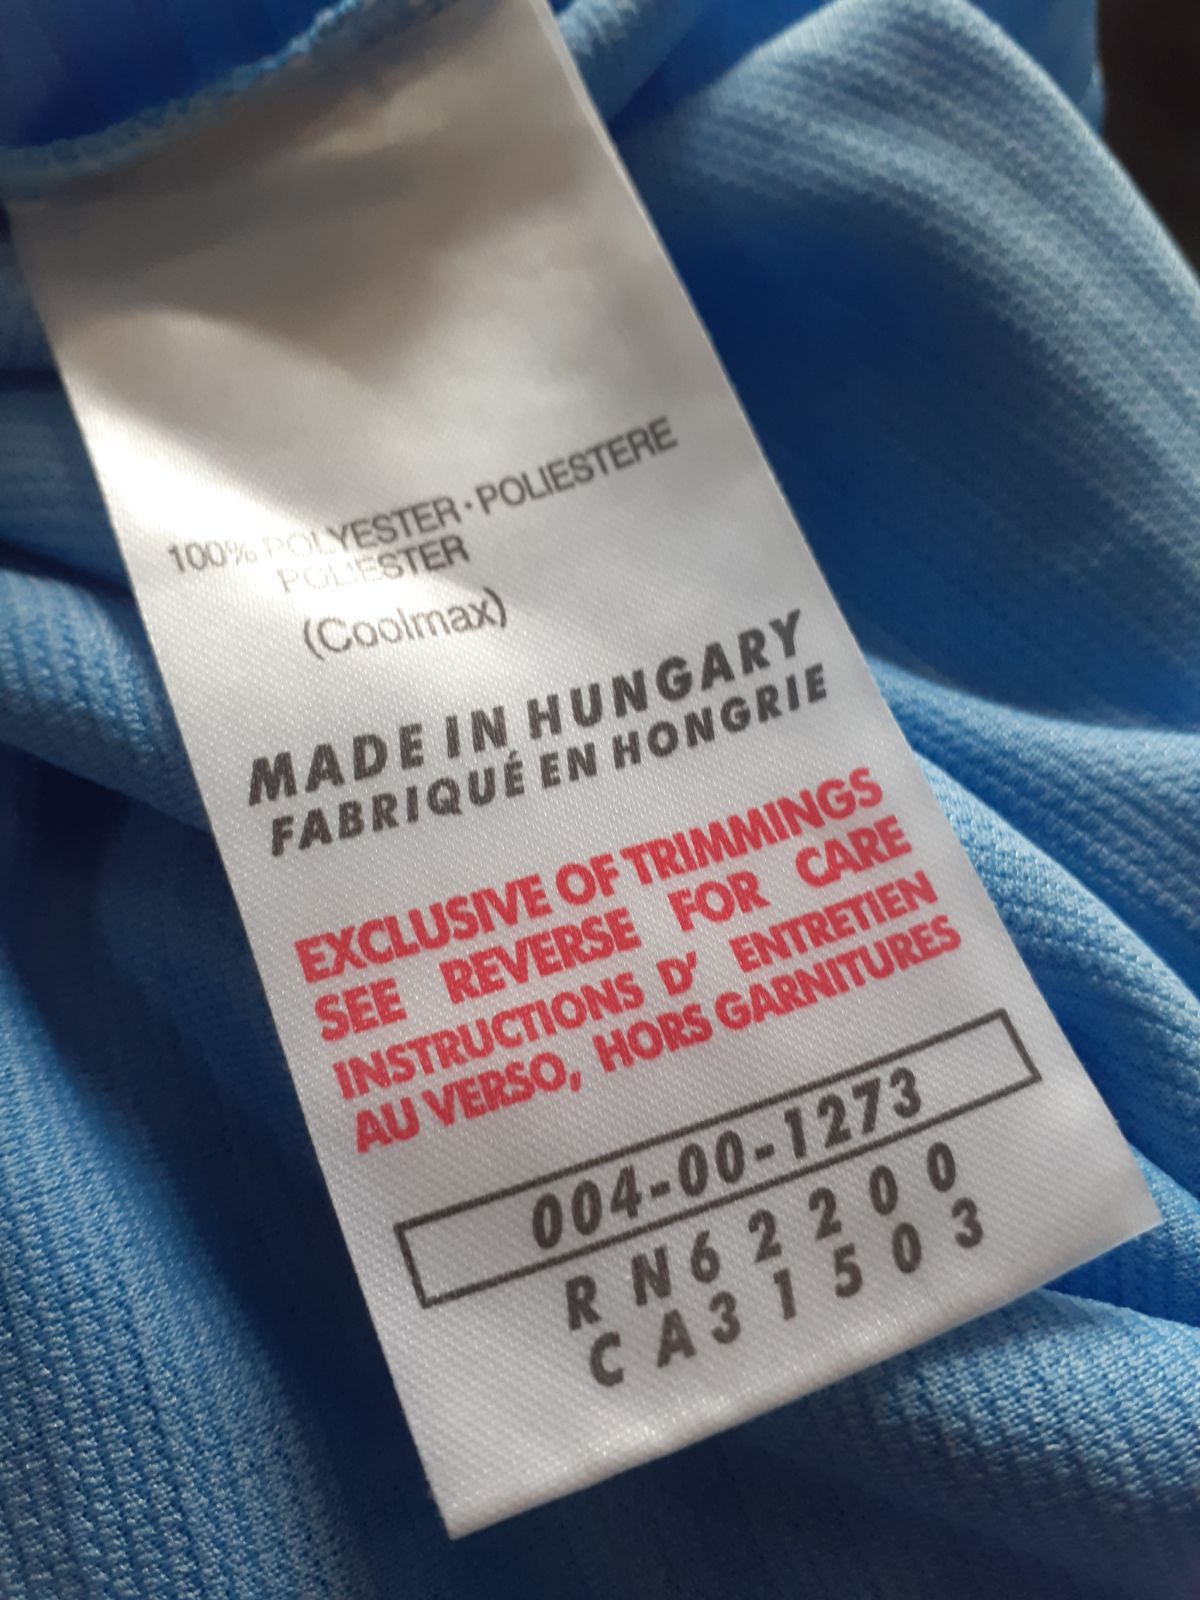 100% POLYESTER · POLIESTERE
POLIESTER
(Coolmax)
MADE IN HUNGARY
FABRIQUÉ EN HONGRIE
EXCLUSIVE OF TRIMMINGS
SEE REVERSE FOR CARE
INSTRUCTIONS D' ENTRETIEN
AU VERSO, HORS GARNITURES
004-00-1273
RN62200
CA31503